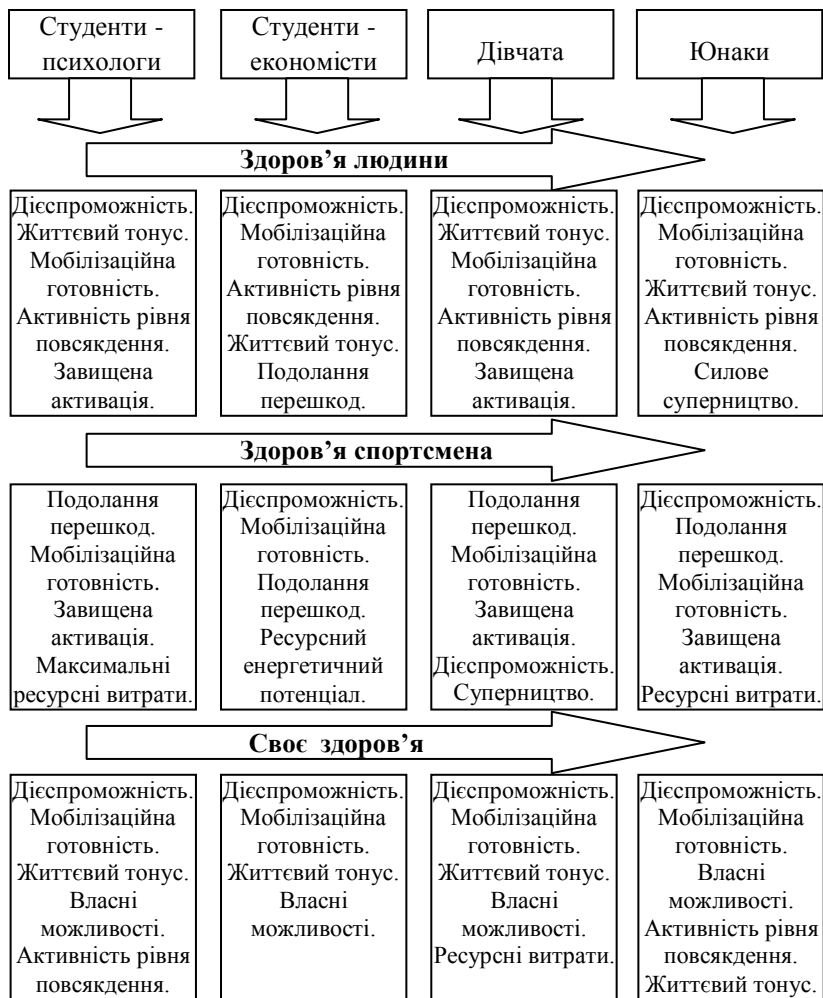 Студенти -
психологи
Студенти -
економісти
Дівчата
Юнаки
Здоров’я людини
Дієспроможність.
Життєвий тонус.
Мобілізаційна
готовність.
Активність рівня
повсякдення.
Завищена
активація.
Дієспроможність.
Мобілізаційна
готовність.
Активність рівня
повсякдення.
Життєвий тонус.
Подолання
перешкод.
Дієспроможність.
Життєвий тонус.
Мобілізаційна
готовність.
Активність рівня
повсякдення.
Завищена
активація.
Дієспроможність.
Мобілізаційна
готовність.
Життєвий тонус.
Активність рівня
повсякдення.
Силове
суперництво.
Здоров’я спортсмена
Подолання
перешкод.
Мобілізаційна
готовність.
Завищена
активація.
Максимальні
ресурсні витрати.
Дієспроможність.
Мобілізаційна
готовність.
Подолання
перешкод.
Ресурсний
енергетичний
потенціал.
Подолання
перешкод.
Мобілізаційна
готовність.
Завищена
активація.
Дієспроможність.
Суперництво.
Дієспроможність.
Подолання
перешкод.
Мобілізаційна
готовність.
Завищена
активація.
Ресурсні витрати.
Своє здоров’я
Дієспроможність.
Мобілізаційна
готовність.
Життєвий тонус.
Власні
можливості.
Активність рівня
повсякдення.
Дієспроможність.
Мобілізаційна
готовність.
Життєвий тонус.
Власні
можливості.
Дієспроможність.
Мобілізаційна
готовність.
Життєвий тонус.
Власні
можливості.
Ресурсні витрати.
Дієспроможність.
Мобілізаційна
готовність.
Власні
можливості.
Активність рівня
повсякдення.
Життєвий тонус.